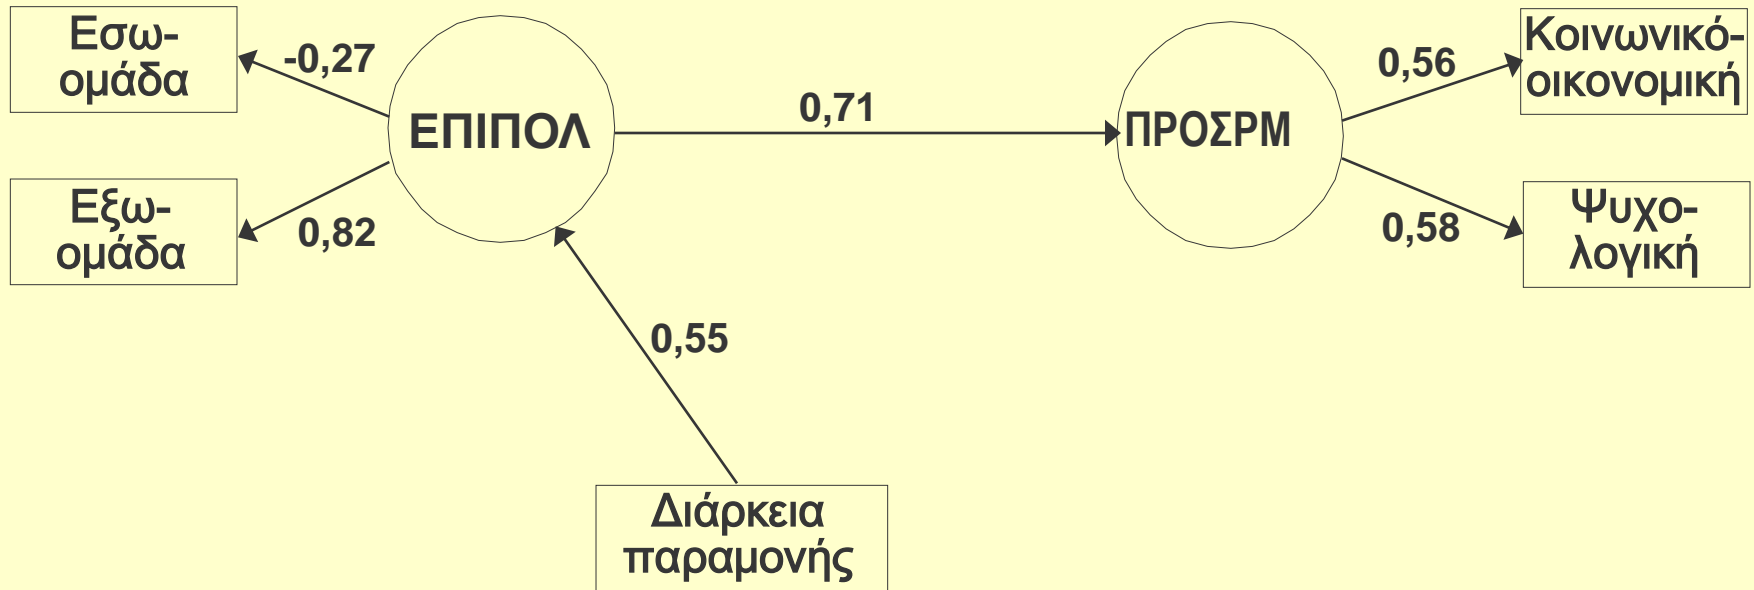 Εσω-
ομάδα
-0,27
ΕΠΙΠΟΛ
0,71
ΠΡΟΣΡΜ
0,56
Κοινωνικό-
οικονομική
Εξω-
ομάδα
0,82
0,58
Ψυχο-
λογική
0,55
Διάρκεια
παραμονής